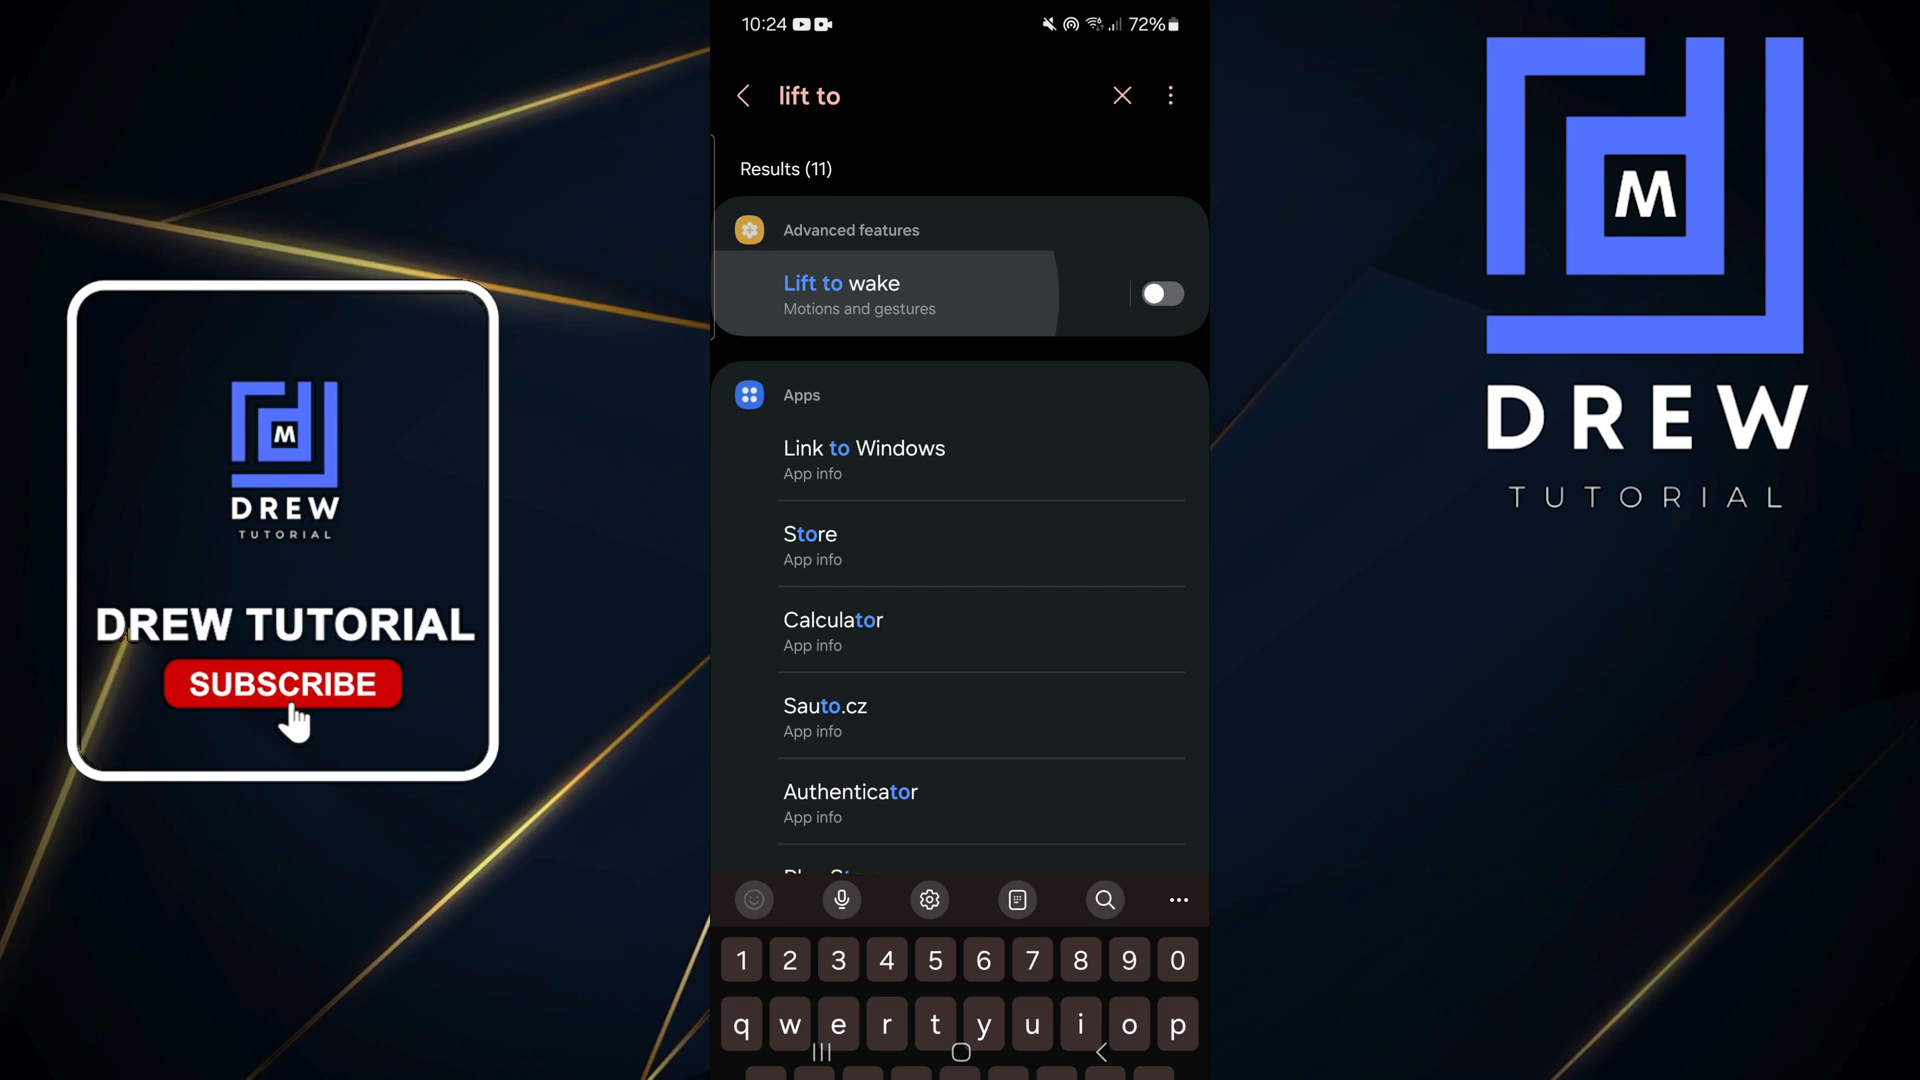 10:24
72%
lift to
Results (11)
Advanced features
Lift to wake
Motions and gestures
Apps
Link to Windows
App info
Store
App info
Calculator
App info
Sauto.cz
App info
Authenticator
App info
1 2 3 4 5 6 7 8 9 0
q w e r t y u i o p
M
DREW
TUTORIAL
DREW TUTORIAL
SUBSCRIBE
M
DREW
TUTORIAL